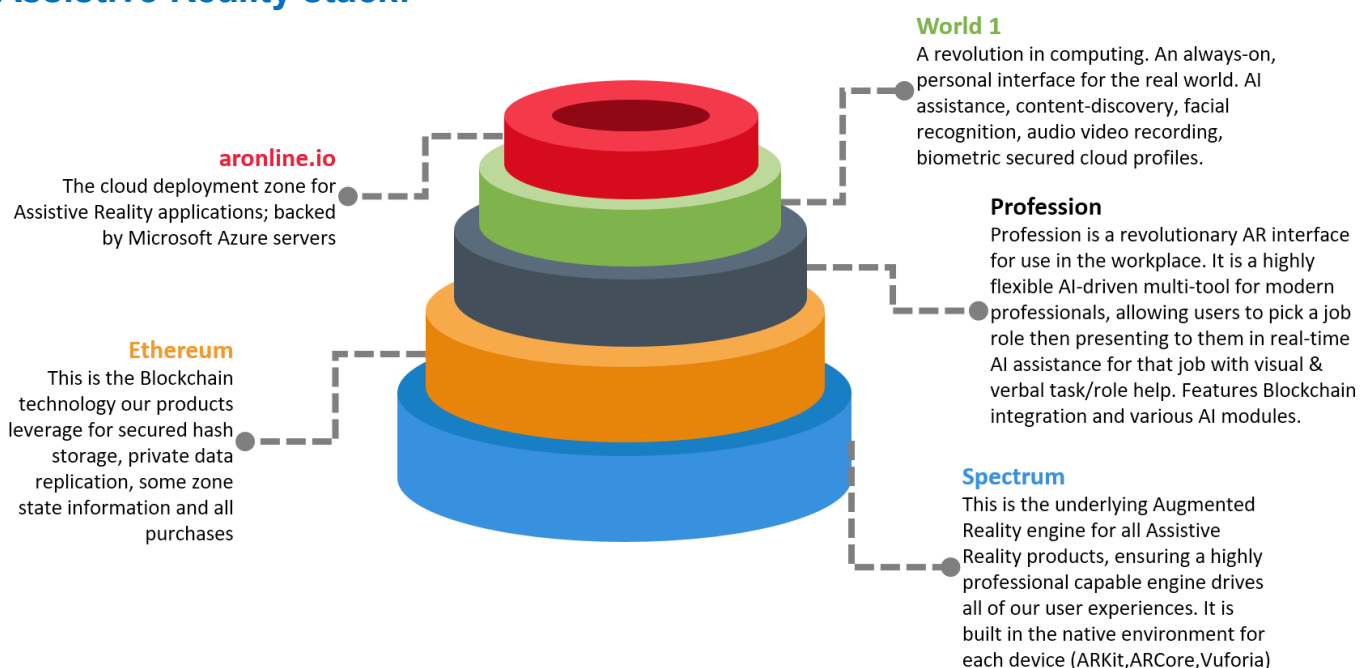 Assistive Reality stack:
World 1
A revolution in computing. An always-on,
personal interface for the real world. AI
assistance, content-discovery, facial
recognition, audio video recording,
biometric secured cloud profiles.
aronline.io
The cloud deployment zone for
Assistive Reality applications; backed
by Microsoft Azure servers
Profession
Profession is a revolutionary AR interface
for use in the workplace. It is a highly
flexible AI-driven multi-tool for modern
professionals, allowing users to pick a job
role then presenting to them in real-time
AI assistance for that job with visual &
verbal task/role help. Features Blockchain
integration and various AI modules.
Ethereum
This is the Blockchain
technology our products
leverage for secured hash
storage, private data
replication, some zone
state information and all
purchases
Spectrum
This is the underlying Augmented
Reality engine for all Assistive
Reality products, ensuring a highly
professional capable engine drives
all of our user experiences. It is
built in the native environment for
each device (ARKit,ARCore,Vuforia)